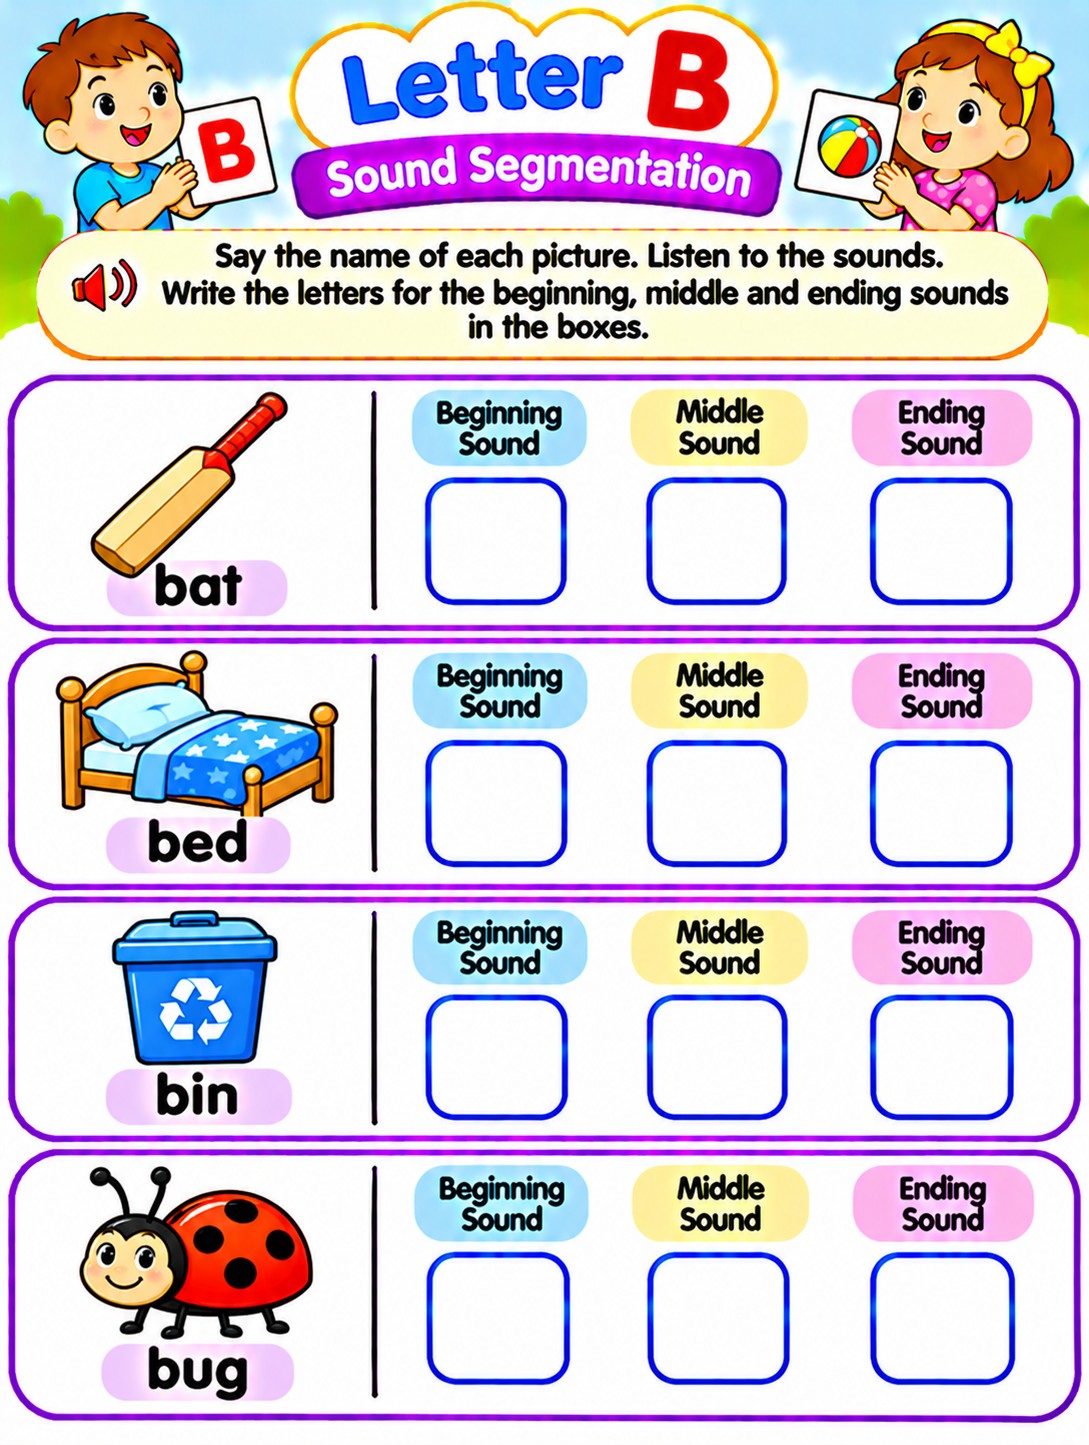 Letter B
Sound Segmentation
B
Say the name of each picture. Listen to the sounds.
Write the letters for the beginning, middle and ending sounds
in the boxes.
Beginning Sound
Middle Sound
Ending Sound
bat
Beginning Sound
Middle Sound
Ending Sound
bed
Beginning Sound
Middle Sound
Ending Sound
bin
Beginning Sound
Middle Sound
Ending Sound
bug